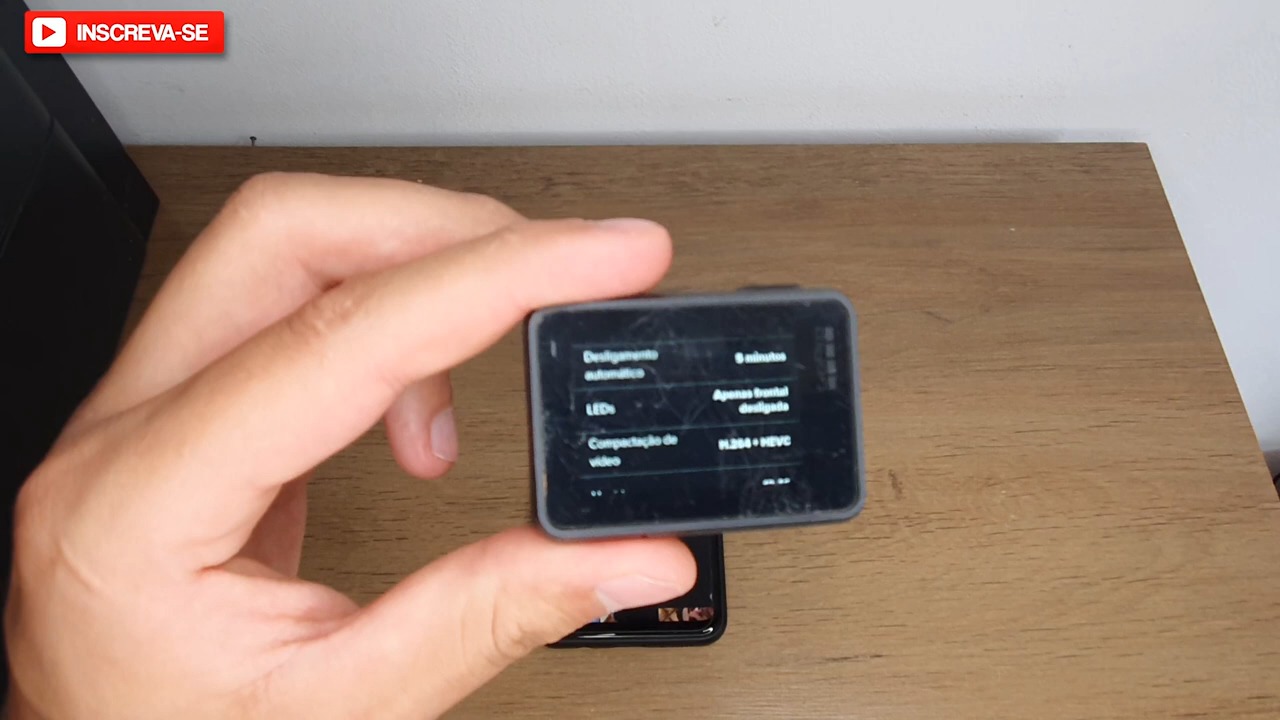 INSCREVA-SE
Desligamento
automático
5 minutos
LEDs
Apenas frontal
desligada
Compactação de
vídeo
H.264 + HEVC